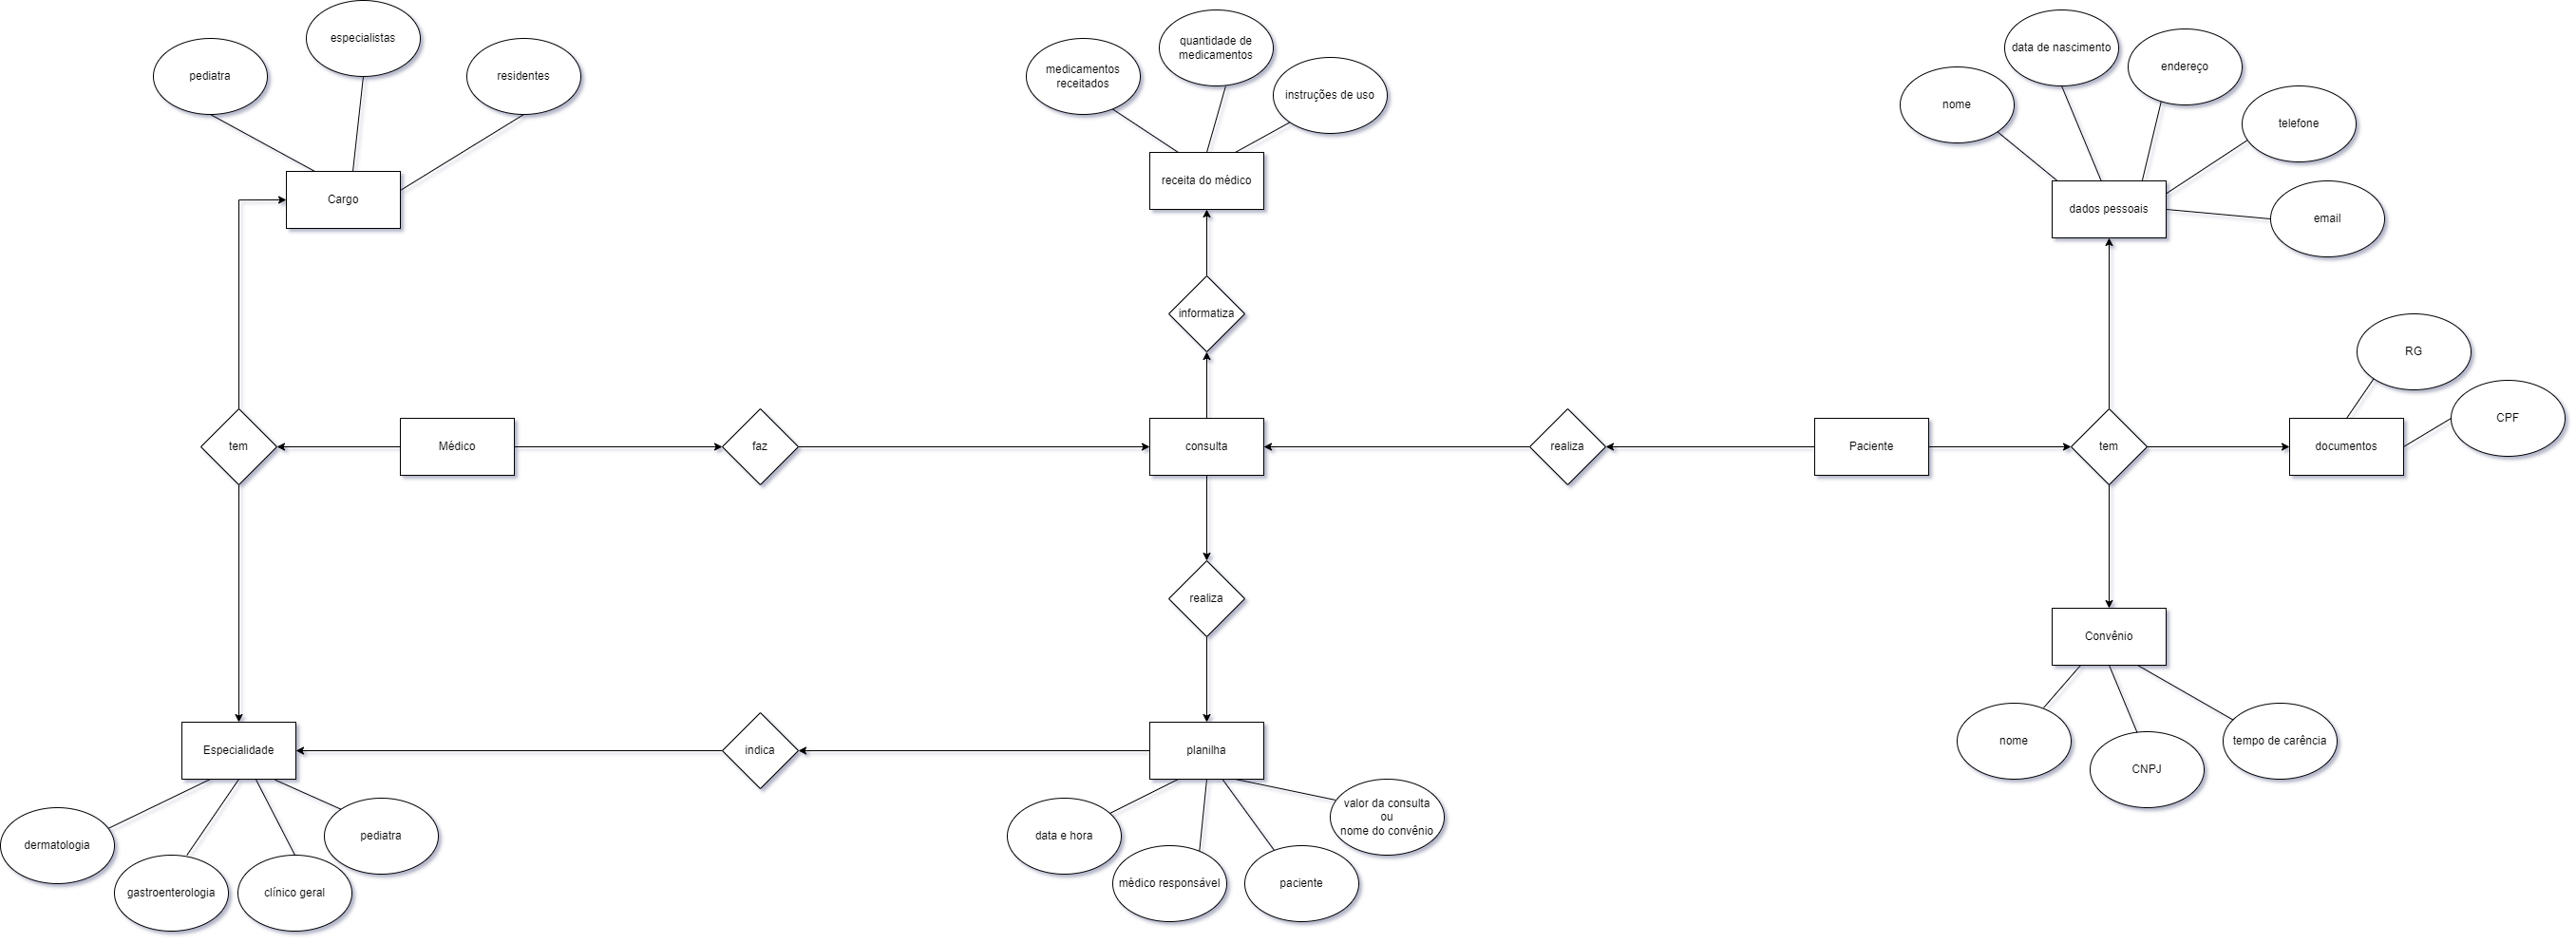 especialistas
pediatra
residentes
Cargo
quantidade de
medicamentos
medicamentos
receitados
instruções de uso
receita do médico
data de nascimento
endereço
nome
telefone
dados pessoais
email
informatiza
RG
CPF
tem
Médico
faz
consulta
realiza
Paciente
tem
documentos
realiza
Convênio
nome
CNPJ
tempo de carência
Especialidade
indica
planilha
dermatologia
gastroenterologia
clínico geral
pediatra
data e hora
médico responsável
paciente
valor da consulta
ou
nome do convênio